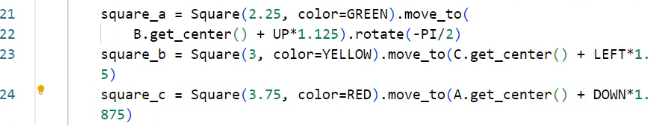 21 square_a = Square(2.25, color=GREEN).move_to(
22 B.get_center() + UP*1.125).rotate(-PI/2)
23 square_b = Square(3, color=YELLOW).move_to(C.get_center() + LEFT*1.
5)
24 square_c = Square(3.75, color=RED).move_to(A.get_center() + DOWN*1.
875)